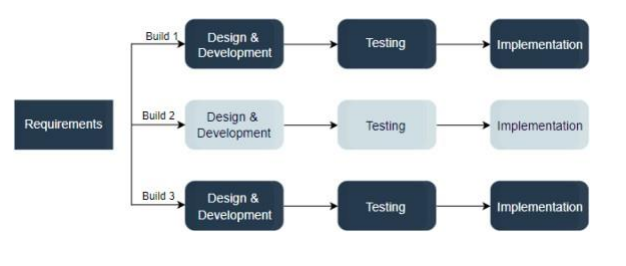 Build 1
Design &
Development
Testing
Implementation
Requirements
Build 2
Design &
Development
Testing
Implementation
Build 3
Design &
Development
Testing
Implementation